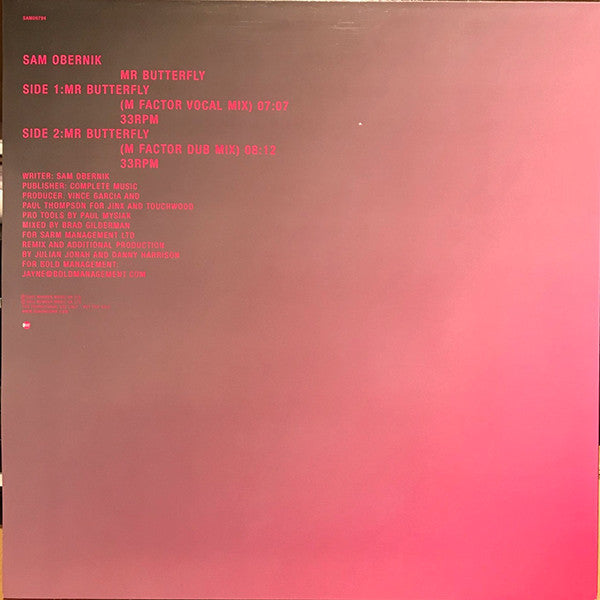 SAM00794
SAM OBERNIK
MR BUTTERFLY
SIDE 1:MR BUTTERFLY
(M FACTOR VOCAL MIX) 07:07
33RPM
SIDE 2:MR BUTTERFLY
(M FACTOR DUB MIX) 08:12
33RPM
WRITER: SAM OBERNIK
PUBLISHER: COMPLETE MUSIC
PRODUCER: VINCE GARCIA AND
PAUL THOMPSON FOR JINX AND TOUCHWOOD
PRO TOOLS BY PAUL MYSIAK
MIXED BY BRAD GILDERMAN
FOR SARM MANAGEMENT LTD
REMIX AND ADDITIONAL PRODUCTION
BY JULIAN JONAH AND DANNY HARRISON
FOR BOLD MANAGEMENT:
JAYNE@BOLDMANAGEMENT.COM